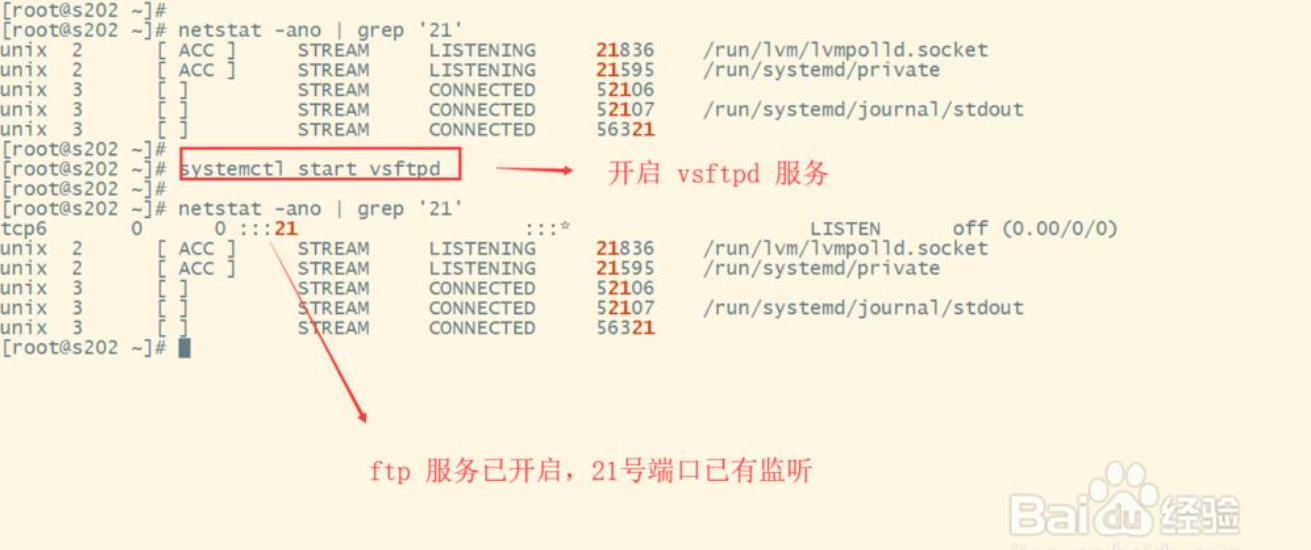 [root@s202 ~]#
[root@s202 ~]# netstat -ano | grep '21'
unix 2 [ ACC ] STREAM LISTENING 21836 /run/lvm/lvmpolld.socket
unix 2 [ ACC ] STREAM LISTENING 21595 /run/systemd/private
unix 3 [ ] STREAM CONNECTED 52106
unix 3 [ ] STREAM CONNECTED 52107 /run/systemd/journal/stdout
unix 3 [ ] STREAM CONNECTED 56321
[root@s202 ~]#
[root@s202 ~]# systemctl start vsftpd 开启 vsftpd 服务
[root@s202 ~]#
[root@s202 ~]# netstat -ano | grep '21'
tcp6 0 0 :::21 :::* LISTEN off (0.00/0/0)
unix 2 [ ACC ] STREAM LISTENING 21836 /run/lvm/lvmpolld.socket
unix 2 [ ACC ] STREAM LISTENING 21595 /run/systemd/private
unix 3 [ ] STREAM CONNECTED 52106
unix 3 [ ] STREAM CONNECTED 52107 /run/systemd/journal/stdout
unix 3 [ ] STREAM CONNECTED 56321
[root@s202 ~]#
ftp 服务已开启，21号端口已有监听
Baidu经验